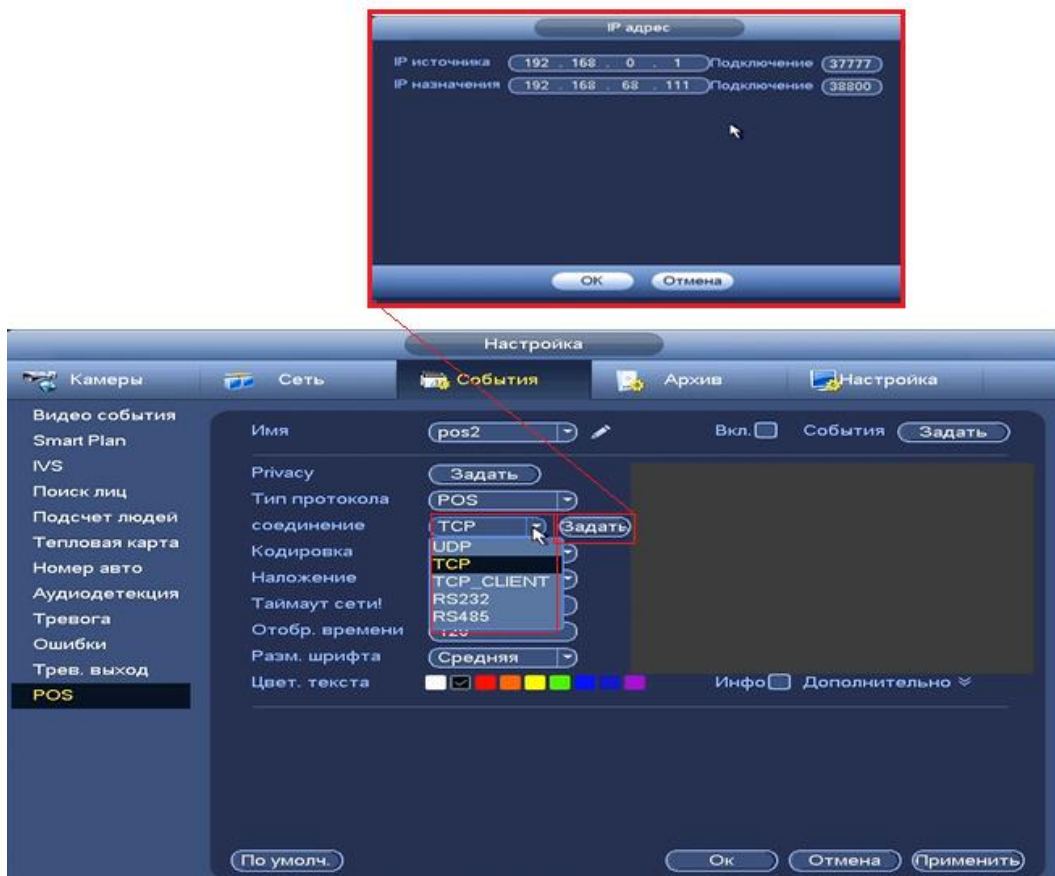 IP адрес
IP источника 192 . 168 . 0 . 1 Подключение 37777
IP назначения 192 . 168 . 68 . 111 Подключение 38800
OK Отмена
Настройка
Камеры Сеть События Архив Настройка
Видео события
Smart Plan
IVS
Поиск лиц
Подсчет людей
Тепловая карта
Номер авто
Аудиодетекция
Тревога
Ошибки
Трев. выход
POS
Имя pos2 Вкл. События Задать
Privacy Задать
Тип протокола POS
соединение TCP Задать
UDP
TCP
TCP_CLIENT
RS232
RS485
Кодировка
Наложение
Таймаут сети!
Отобр. времени
Разм. шрифта Средняя
Цвет. текста Инфо Дополнительно
По умолч. Ок Отмена Применить